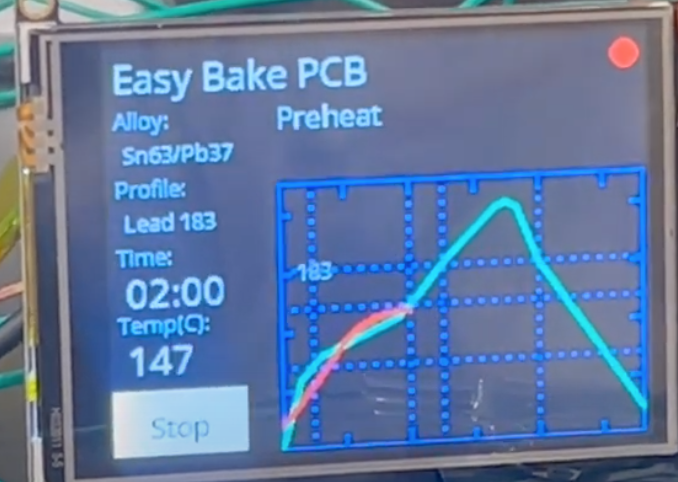 Easy Bake PCB
Alloy:
Preheat
Sn63/Pb37
Profile:
Lead 183
Time:
183
02:00
Temp(C):
147
Stop